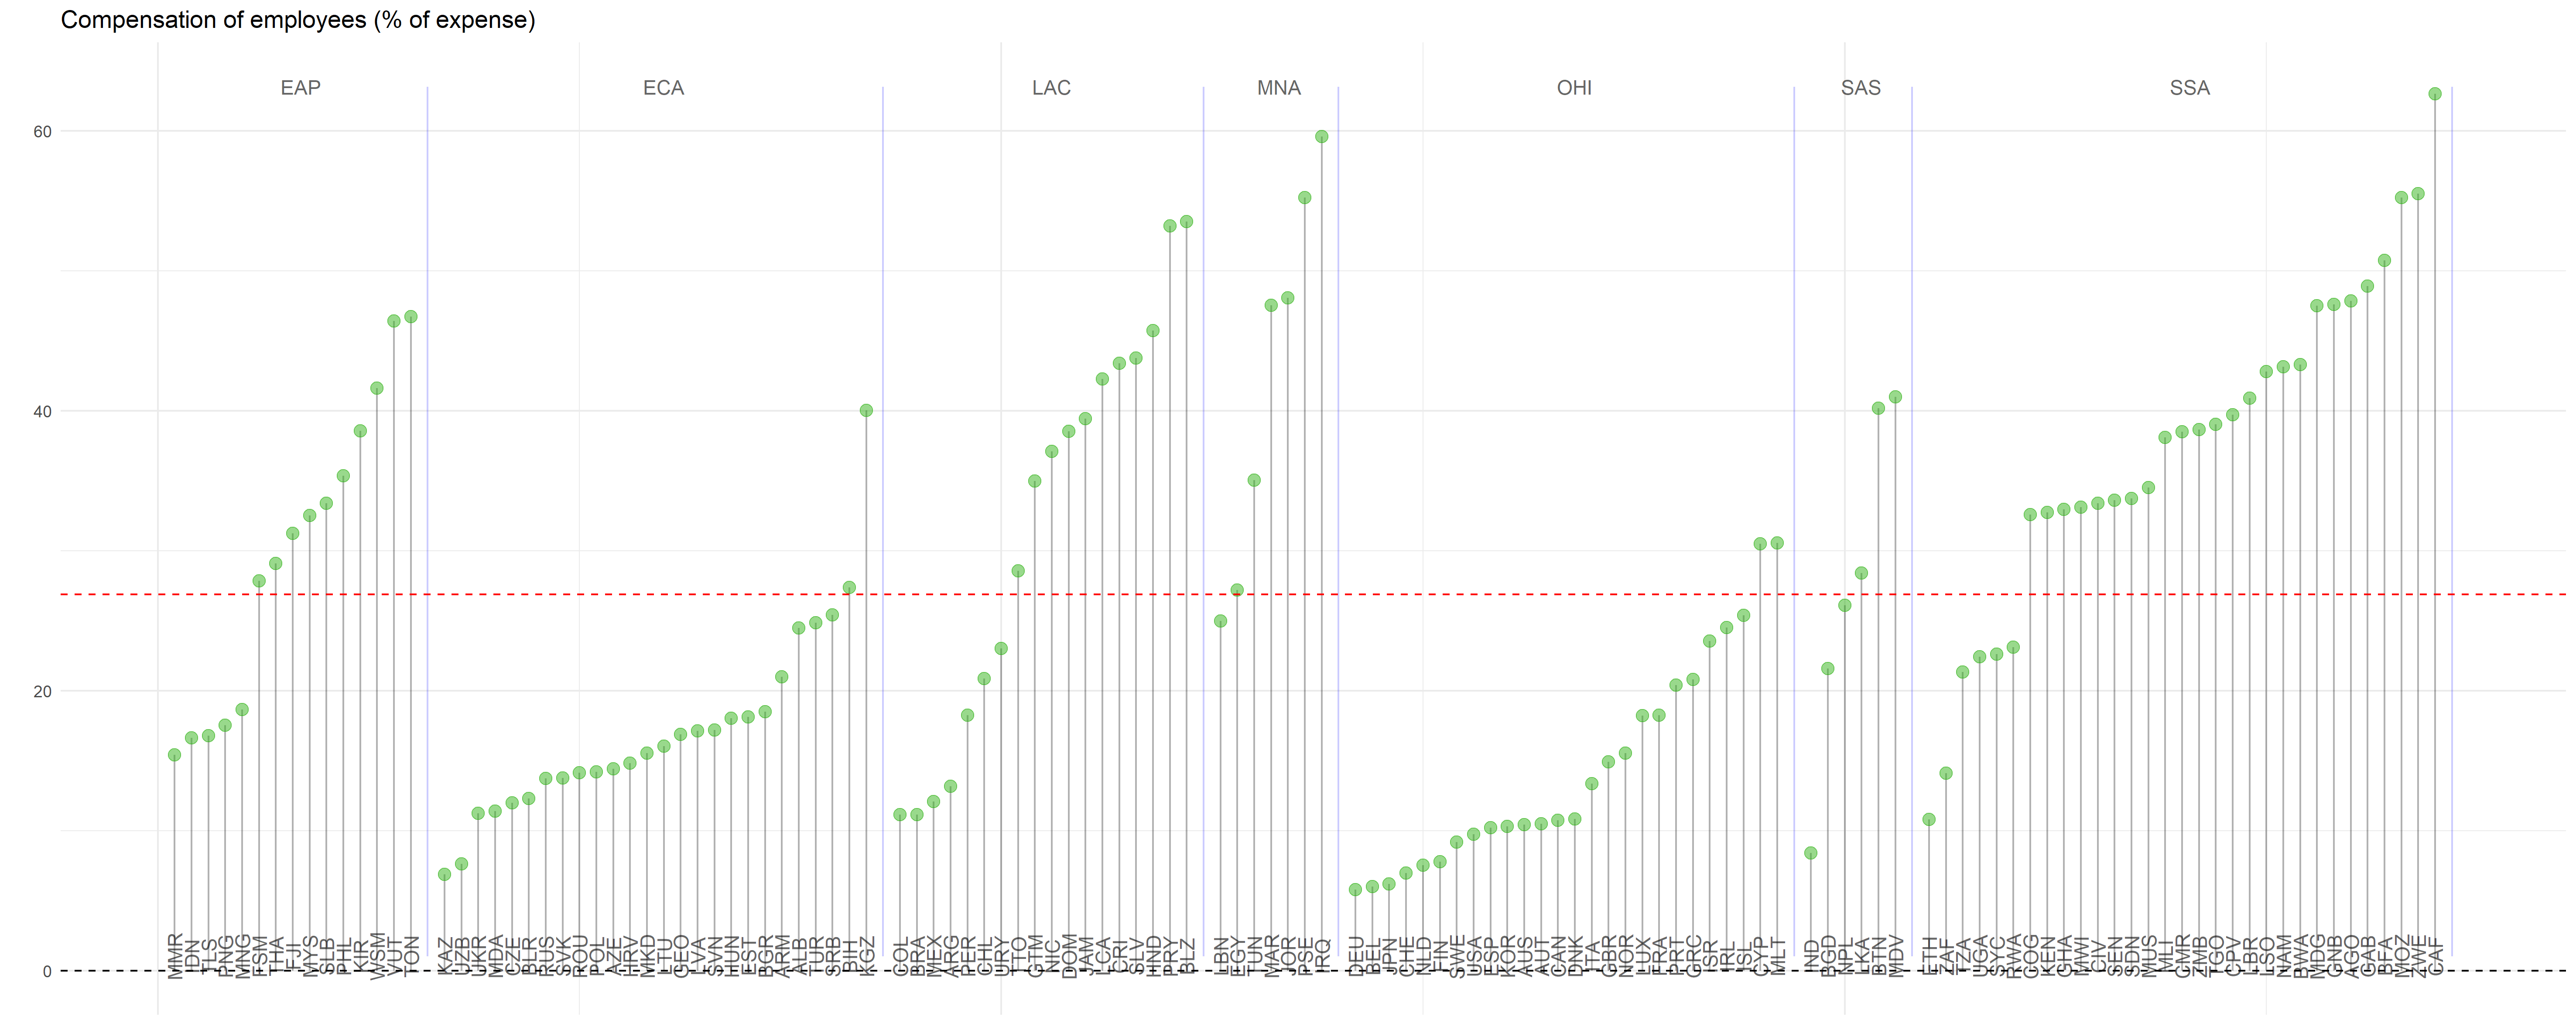 Compensation of employees (% of expense)
EAP ECA LAC MNA OHI SAS SSA
60
40
20
0
MMR IDN TLS PNG MNG FSM THA FJI MYS SLB PHL KIR WSM VUT TON KAZ UZB UKR MDA CZE BLR RUS SVK ROU POL AZE HRV MKD LTU GEO LVA SVN HUN EST BGR ARM ALB TUR SRB BIH KGZ COL BRA MEX ARG PER CHL URY TTO GTM NIC DOM JAM LCA CRI SLV HND PRY BLZ LBN EGY TUN MAR JOR PSE IRQ DEU BEL JPN CHE NLD FIN SWE USA ESP KOR AUS AUT CAN DNK ITA GBR NOR LUX FRA PRT GRC ISR IRL ISL CYP MLT IND BGD NPL LKA BTN MDV ETH ZAF TZA UGA SYC RWA COG KEN GHA MWI CIV SEN SDN MUS MLI CMR ZMB TGO CPV LBR LSO NAM BWA MDG GNB AGO GAB BFA MOZ ZWE CAF